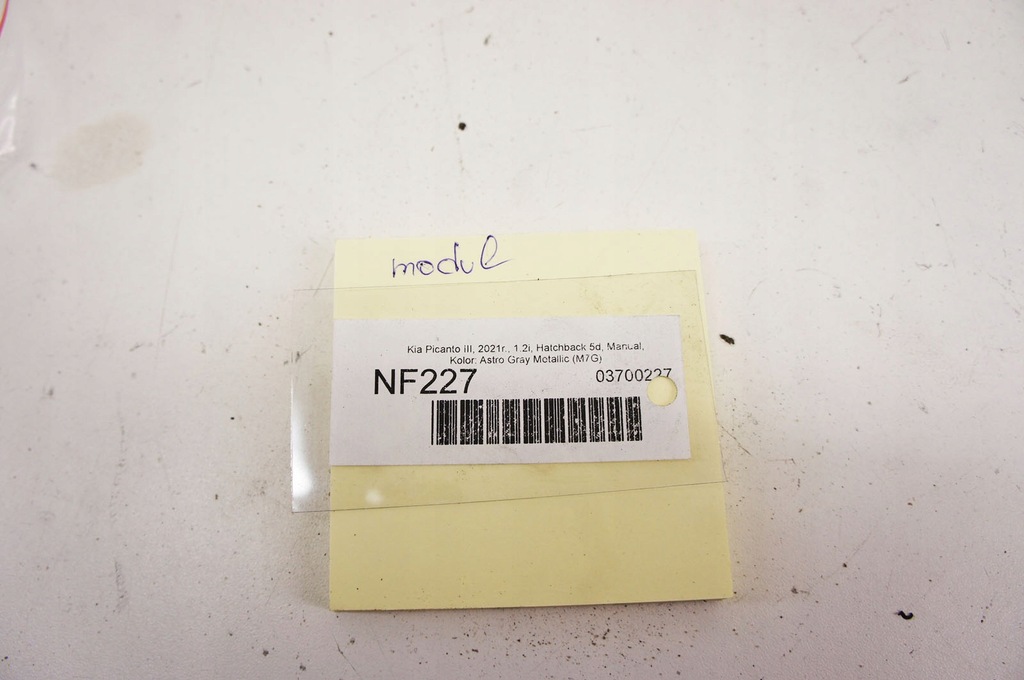 modul
Kia Picanto III, 2021r., 1.2i, Hatchback 5d, Manual,
Kolor: Astro Gray Metallic (M7G)
NF227 03700227